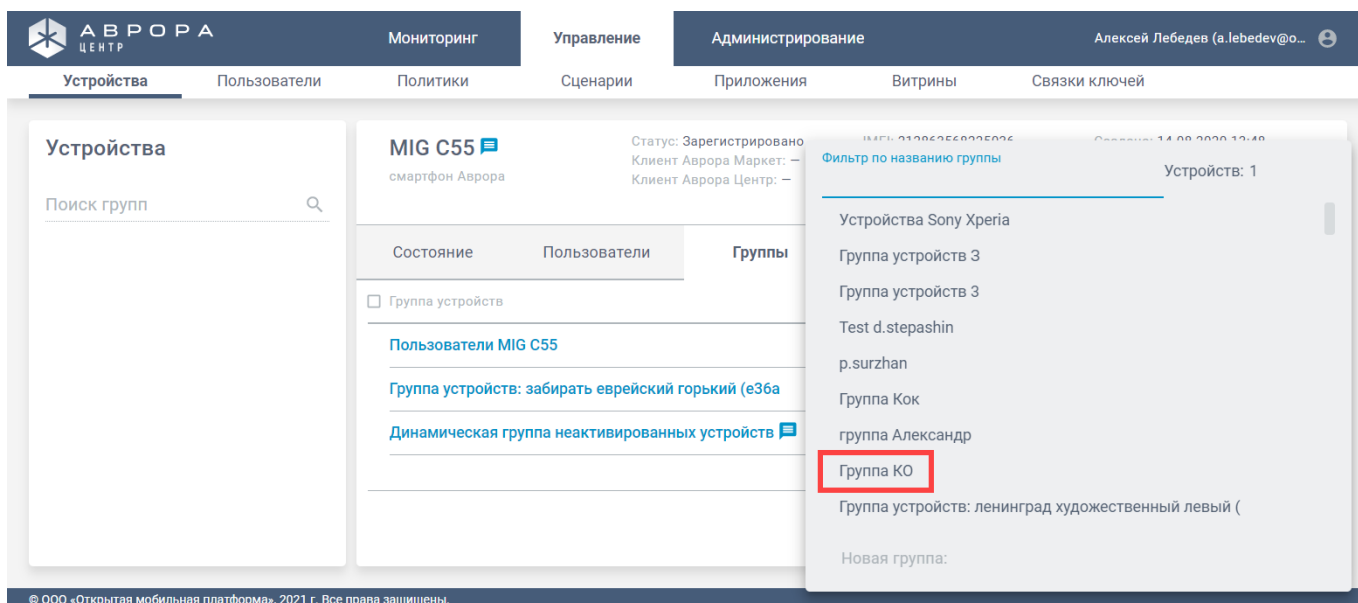 АВРОРА
ЦЕНТР
Мониторинг
Управление
Администрирование
Алексей Лебедев (a.lebedev@o...
Устройства
Пользователи
Политики
Сценарии
Приложения
Витрины
Связки ключей
Устройства
Поиск групп
MIG C55
смартфон Аврора
Статус: Зарегистрировано
Клиент Аврора Маркет: —
Клиент Аврора Центр: —
Состояние
Пользователи
Группы
Группа устройств
Пользователи MIG C55
Группа устройств: забирать еврейский горький (e36a
Динамическая группа неактивированных устройств
Фильтр по названию группы
Устройств: 1
Устройства Sony Xperia
Группа устройств 3
Группа устройств 3
Test d.stepashin
p.surzhan
Группа Кок
группа Александр
Группа КО
Группа устройств: ленинград художественный левый (
Новая группа:
© ООО «Открытая мобильная платформа», 2021 г. Все права защищены.